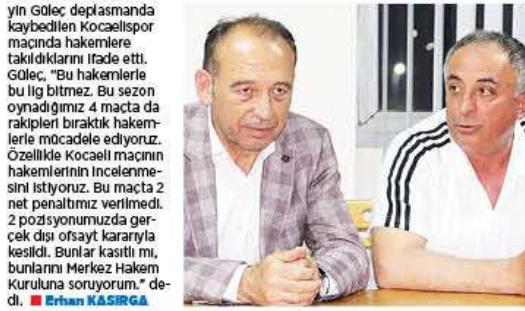 yin Güleç deplasmanda
kaybedilen Kocaelispor
maçında hakemlere
takıldıklarını ifade etti.
Güleç, "Bu hakemlerle
bu lig bitmez. Bu sezon
oynadığımız 4 maçta da
rakipleri bıraktık hakem-
lerle mücadele ediyoruz.
Özellikle Kocaeli maçının
hakemlerinin incelenme-
sini istiyoruz. Bu maçta 2
net penaltımız verilmedi.
2 pozisyonumuzda ger-
çek dışı ofsayt kararıyla
kesildi. Bunlar kasıtlı mı,
bunlarını Merkez Hakem
Kuruluna soruyorum." de-
di. ■ Erhan KASIRGA